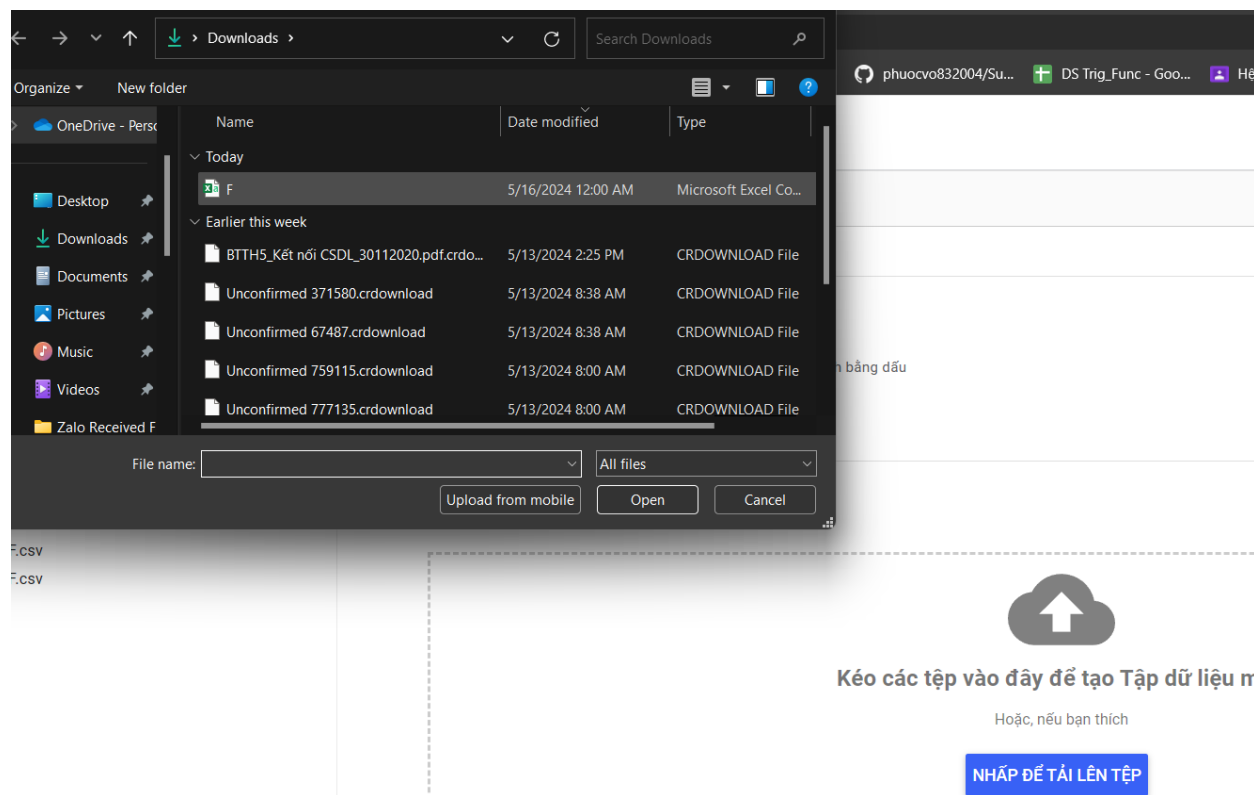 Downloads
Search Downloads
phuocvo832004/Su...
DS Trig_Func - Goo...
Hệ
Organize
New folder
OneDrive - Perso
Name
Date modified
Type
Today
F
5/16/2024 12:00 AM
Microsoft Excel Co...
Earlier this week
Desktop
BTTH5_Kết nối CSDL_30112020.pdf.crdo...
5/13/2024 2:25 PM
CRDOWNLOAD File
Downloads
Documents
Unconfirmed 371580.crdownload
5/13/2024 8:38 AM
CRDOWNLOAD File
Pictures
Unconfirmed 67487.crdownload
5/13/2024 8:38 AM
CRDOWNLOAD File
Music
Unconfirmed 759115.crdownload
5/13/2024 8:00 AM
CRDOWNLOAD File
bằng dấu
Videos
Unconfirmed 777135.crdownload
5/13/2024 8:00 AM
CRDOWNLOAD File
Zalo Received F
File name:
All files
Upload from mobile
Open
Cancel
F.csv
F.csv
Kéo các tệp vào đây để tạo Tập dữ liệu m
Hoặc, nếu bạn thích
NHẤP ĐỂ TẢI LÊN TỆP